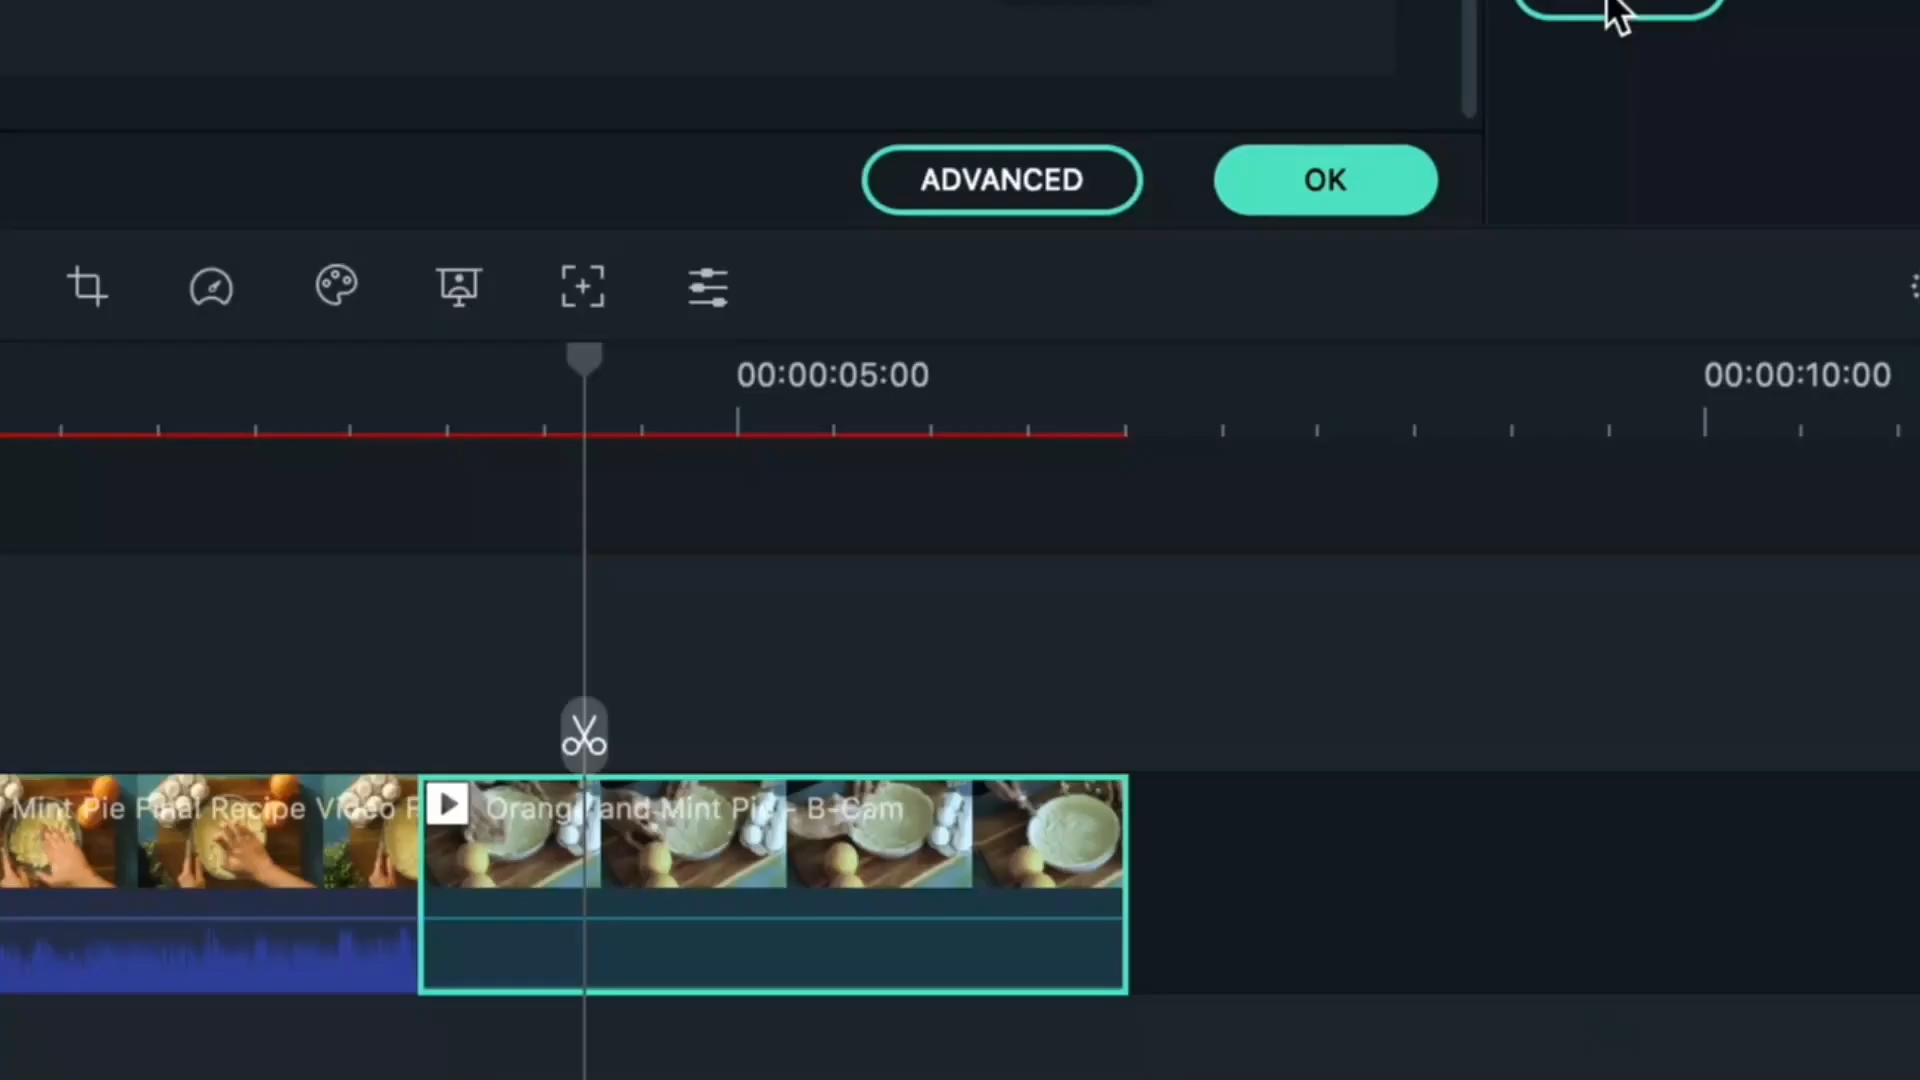 ADVANCED
OK
00:00:05:00
00:00:10:00
Mint Pie Final Recipe Video F
Orange and Mint Pie - B-Cam